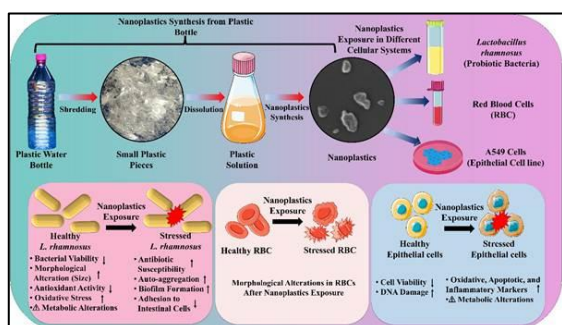 Nanoplastics Synthesis from Plastic
Bottle
Nanoplastics
Exposure in Different
Cellular Systems
Lactobacillus
rhamnosus
(Probiotic Bacteria)
Shredding
Dissolution
Nanoplastics
Synthesis
Red Blood Cells
(RBC)
Plastic Water
Bottle
Small Plastic
Pieces
Plastic
Solution
Nanoplastics
A549 Cells
(Epithelial Cell line)
Nanoplastics
Exposure
Healthy
L. rhamnosus
Stressed
L. rhamnosus
• Bacterial Viability ↓
• Morphological
Alteration (Size) ↑
• Antioxidant Activity ↓
• Oxidative Stress ↑
• ⚠ Metabolic Alterations
• Antibiotic
Susceptibility ↑
• Auto-aggregation ↑
• Biofilm Formation ↑
• Adhesion to
Intestinal Cells ↓
Nanoplastics
Exposure
Healthy RBC
Stressed RBC
Morphological Alterations in RBCs
After Nanoplastics Exposure
Nanoplastics
Exposure
Healthy
Epithelial cells
Stressed
Epithelial cells
• Cell Viability ↓
• DNA Damage ↑
• Oxidative, Apoptotic, and
Inflammatory Markers ↑
• ⚠ Metabolic Alterations